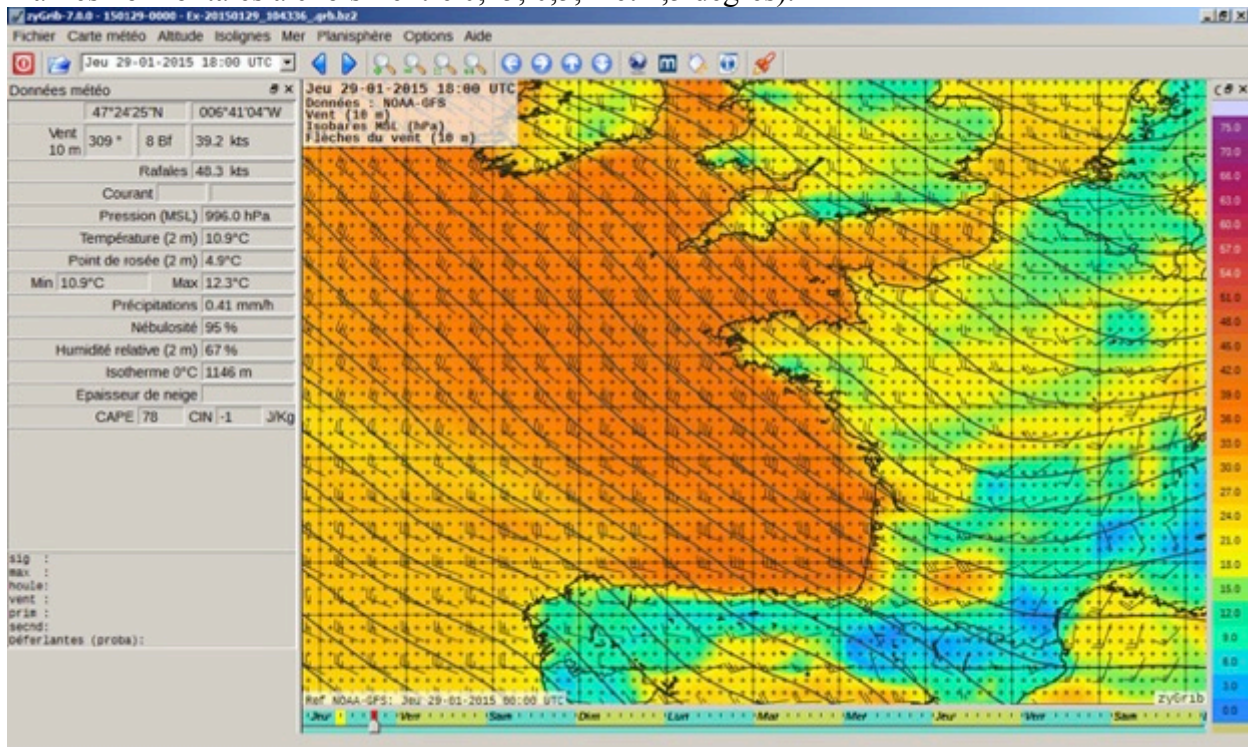 zyGrib-7.0.0 - 150129-0000 - Ex-20150129_104336_.grb.bz2
Fichier Carte météo Altitude Isolignes Mer Planisphère Options Aide
Jeu 29-01-2015 18:00 UTC
Données météo
47°24'25"N 006°41'04"W
Vent 10 m 309 ° 8 Bf 39.2 kts
Rafales 48.3 kts
Courant
Pression (MSL) 996.0 hPa
Température (2 m) 10.9°C
Point de rosée (2 m) 4.9°C
Min 10.9°C Max 12.3°C
Précipitations 0.41 mm/h
Nébulosité 95 %
Humidité relative (2 m) 67 %
Isotherme 0°C 1146 m
Epaisseur de neige
CAPE 78 CIN -1 J/Kg
sig :
max :
houle:
vent :
prim :
secnd:
Déferlantes (proba):
Jeu 29-01-2015 18:00 UTC
Données : NOAA-GFS
Vent (10 m)
Isobares MSL (hPa)
Flèches du vent (10 m)
Ref NOAA-GFS: Jeu 29-01-2015 00:00 UTC
zyGrib
Jeu Ven Sam Dim Lun Mar Mer Jeu Ven Sam
75.0
70.0
66.0
63.0
60.0
57.0
54.0
51.0
48.0
45.0
42.0
39.0
36.0
33.0
30.0
27.0
24.0
21.0
18.0
15.0
12.0
9.0
6.0
3.0
0.0